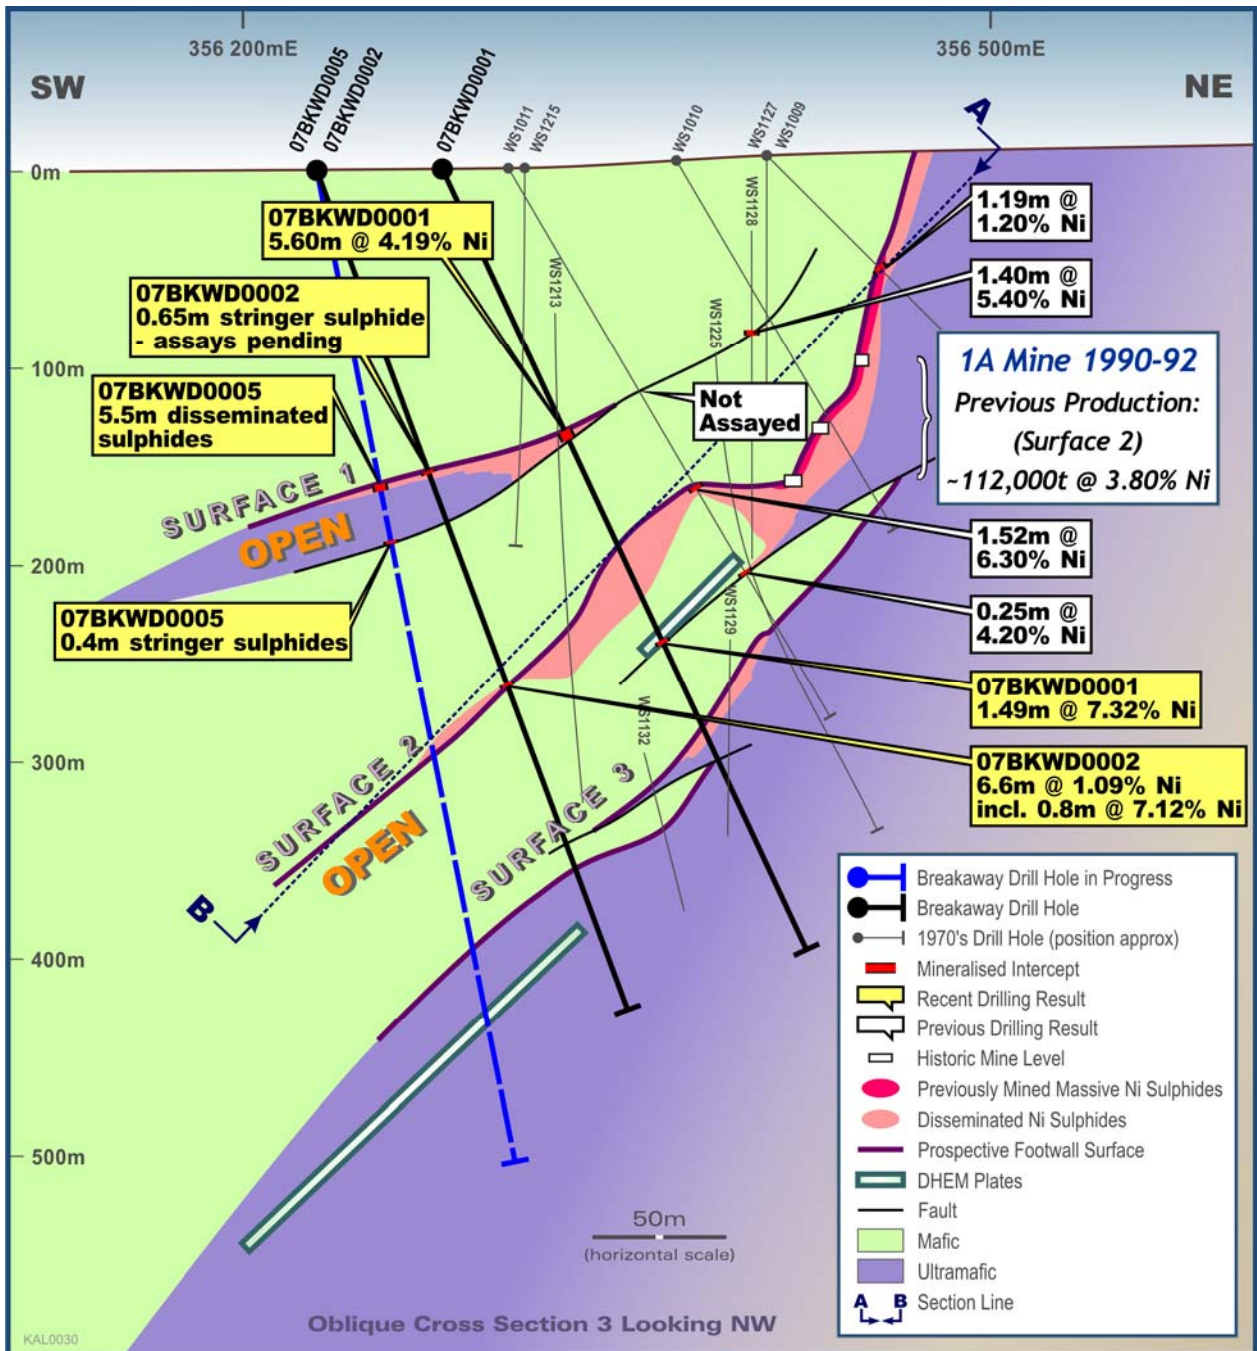 356 200mE
356 500mE
SW
NE
07BKWD0005
07BKWD0002
07BKWD0001
WS1011
WS1215
WS1010
WS1127
WS1009
A
0m
100m
200m
300m
400m
500m
07BKWD0001
5.60m @ 4.19% Ni
07BKWD0002
0.65m stringer sulphide
- assays pending
07BKWD0005
5.5m disseminated
sulphides
07BKWD0005
0.4m stringer sulphides
WS1213
WS1128
WS1225
WS1129
WS1132
Not
Assayed
1.19m @
1.20% Ni
1.40m @
5.40% Ni
1A Mine 1990-92
Previous Production:
(Surface 2)
~112,000t @ 3.80% Ni
1.52m @
6.30% Ni
0.25m @
4.20% Ni
07BKWD0001
1.49m @ 7.32% Ni
07BKWD0002
6.6m @ 1.09% Ni
incl. 0.8m @ 7.12% Ni
SURFACE 1
OPEN
SURFACE 2
OPEN
SURFACE 3
B
Breakaway Drill Hole in Progress
Breakaway Drill Hole
1970's Drill Hole (position approx)
Mineralised Intercept
Recent Drilling Result
Previous Drilling Result
Historic Mine Level
Previously Mined Massive Ni Sulphides
Disseminated Ni Sulphides
Prospective Footwall Surface
DHEM Plates
Fault
Mafic
Ultramafic
A B Section Line
50m
(horizontal scale)
Oblique Cross Section 3 Looking NW
KAL0030